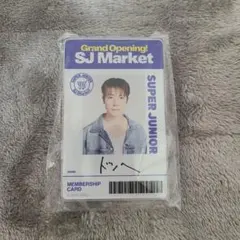 Grand Opening!
SJ Market
SUPER JUNIOR
ドンへ
MEMBERSHIP
CARD